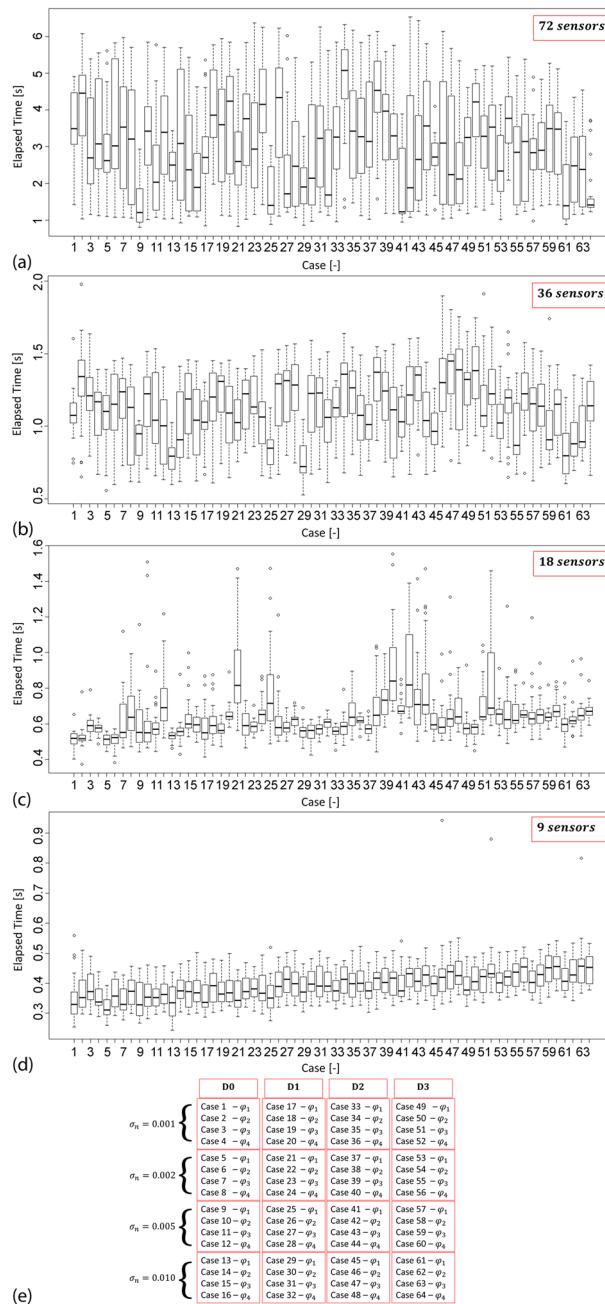 72 sensors
6
5
4
3
2
1
Elapsed Time [s]
1 3 5 7 9 11 13 15 17 19 21 23 25 27 29 31 33 35 37 39 41 43 45 47 49 51 53 55 57 59 61 63
(a)
Case [-]
36 sensors
2.0
1.5
1.0
0.5
Elapsed Time [s]
1 3 5 7 9 11 13 15 17 19 21 23 25 27 29 31 33 35 37 39 41 43 45 47 49 51 53 55 57 59 61 63
(b)
Case [-]
18 sensors
1.6
1.4
1.2
1.0
0.8
0.6
0.4
Elapsed Time [s]
1 3 5 7 9 11 13 15 17 19 21 23 25 27 29 31 33 35 37 39 41 43 45 47 49 51 53 55 57 59 61 63
(c)
Case [-]
9 sensors
0.9
0.8
0.7
0.6
0.5
0.4
0.3
Elapsed Time [s]
1 3 5 7 9 11 13 15 17 19 21 23 25 27 29 31 33 35 37 39 41 43 45 47 49 51 53 55 57 59 61 63
(d)
Case [-]
D0 D1 D2 D3
σn = 0.001
Case 1 – φ1 Case 17 – φ1 Case 33 – φ1 Case 49 – φ1
Case 2 – φ2 Case 18 – φ2 Case 34 – φ2 Case 50 – φ2
Case 3 – φ3 Case 19 – φ3 Case 35 – φ3 Case 51 – φ3
Case 4 – φ4 Case 20 – φ4 Case 36 – φ4 Case 52 – φ4
σn = 0.002
Case 5 – φ1 Case 21 – φ1 Case 37 – φ1 Case 53 – φ1
Case 6 – φ2 Case 22 – φ2 Case 38 – φ2 Case 54 – φ2
Case 7 – φ3 Case 23 – φ3 Case 39 – φ3 Case 55 – φ3
Case 8 – φ4 Case 24 – φ4 Case 40 – φ4 Case 56 – φ4
σn = 0.005
Case 9 – φ1 Case 25 – φ1 Case 41 – φ1 Case 57 – φ1
Case 10 – φ2 Case 26 – φ2 Case 42 – φ2 Case 58 – φ2
Case 11 – φ3 Case 27 – φ3 Case 43 – φ3 Case 59 – φ3
Case 12 – φ4 Case 28 – φ4 Case 44 – φ4 Case 60 – φ4
σn = 0.010
Case 13 – φ1 Case 29 – φ1 Case 45 – φ1 Case 61 – φ1
Case 14 – φ2 Case 30 – φ2 Case 46 – φ2 Case 62 – φ2
Case 15 – φ3 Case 31 – φ3 Case 47 – φ3 Case 63 – φ3
Case 16 – φ4 Case 32 – φ4 Case 48 – φ4 Case 64 – φ4
(e)